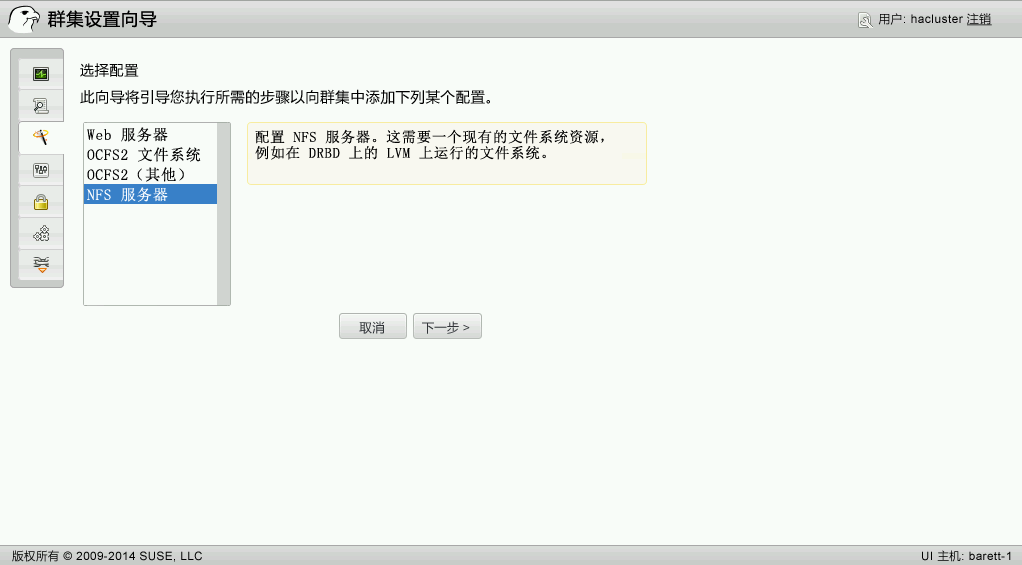 群集设置向导
用户: hacluster 注销
选择配置
此向导将引导您执行所需的步骤以向群集中添加下列某个配置。
Web 服务器
OCFS2 文件系统
OCFS2（其他）
NFS 服务器
配置 NFS 服务器。这需要一个现有的文件系统资源，
例如在 DRBD 上的 LVM 上运行的文件系统。
取消
下一步 >
版权所有 © 2009-2014 SUSE, LLC
UI 主机: barett-1